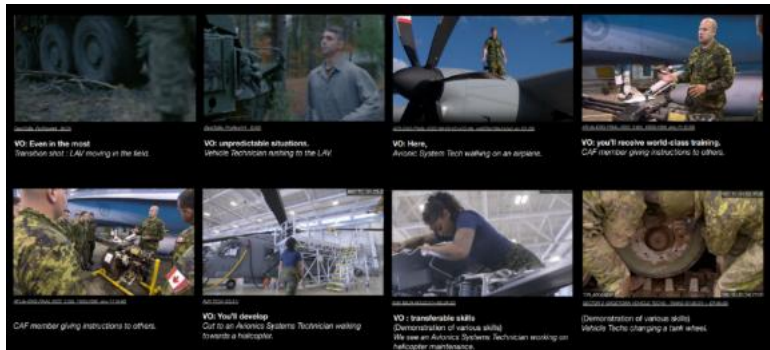 VO: Even in the most
Transition shot : LAV moving in the field.
VO: unpredictable situations.
Vehicle Technician rushing to the LAV.
VO: Here,
Avionic System Tech walking on an airplane.
VO: you'll receive world-class training.
CAF member giving instructions to others.
CAF member giving instructions to others.
VO: You'll develop
Cut to an Avionics Systems Technician walking
towards a helicopter.
VO : transferable skills
(Demonstration of various skills)
We see an Avionics Systems Technician working on
helicopter maintenance.
(Demonstration of various skills)
Vehicle Techs changing a tank wheel.